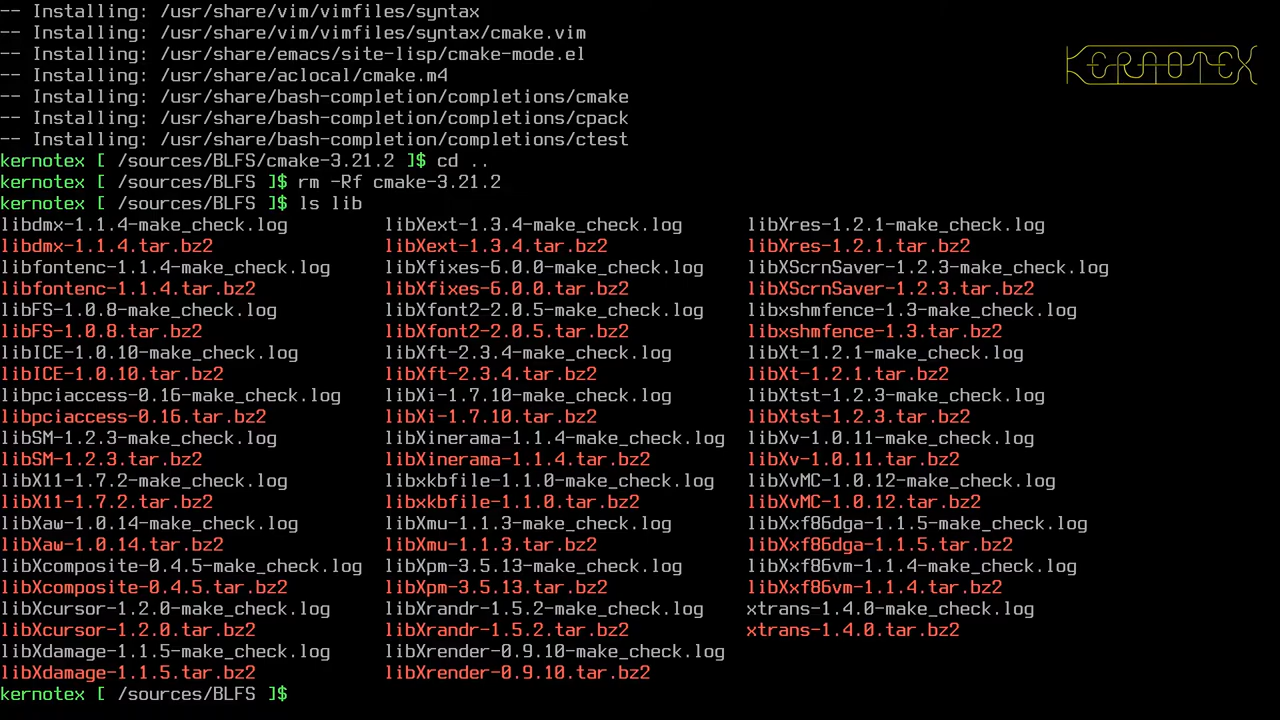 -- Installing: /usr/share/vim/vimfiles/syntax
-- Installing: /usr/share/vim/vimfiles/syntax/cmake.vim
-- Installing: /usr/share/emacs/site-lisp/cmake-mode.el
-- Installing: /usr/share/aclocal/cmake.m4
-- Installing: /usr/share/bash-completion/completions/cmake
-- Installing: /usr/share/bash-completion/completions/cpack
-- Installing: /usr/share/bash-completion/completions/ctest
KERNOTEX
kernotex [ /sources/BLFS/cmake-3.21.2 ]$ cd ..
kernotex [ /sources/BLFS ]$ rm -Rf cmake-3.21.2
kernotex [ /sources/BLFS ]$ ls lib
libdmx-1.1.4-make_check.log libXext-1.3.4-make_check.log libXres-1.2.1-make_check.log
libdmx-1.1.4.tar.bz2 libXext-1.3.4.tar.bz2 libXres-1.2.1.tar.bz2
libfontenc-1.1.4-make_check.log libXfixes-6.0.0-make_check.log libXScrnSaver-1.2.3-make_check.log
libfontenc-1.1.4.tar.bz2 libXfixes-6.0.0.tar.bz2 libXScrnSaver-1.2.3.tar.bz2
libFS-1.0.8-make_check.log libXfont2-2.0.5-make_check.log libxshmfence-1.3-make_check.log
libFS-1.0.8.tar.bz2 libXfont2-2.0.5.tar.bz2 libxshmfence-1.3.tar.bz2
libICE-1.0.10-make_check.log libXft-2.3.4-make_check.log libXt-1.2.1-make_check.log
libICE-1.0.10.tar.bz2 libXft-2.3.4.tar.bz2 libXt-1.2.1.tar.bz2
libpciaccess-0.16-make_check.log libXi-1.7.10-make_check.log libXtst-1.2.3-make_check.log
libpciaccess-0.16.tar.bz2 libXi-1.7.10.tar.bz2 libXtst-1.2.3.tar.bz2
libSM-1.2.3-make_check.log libXinerama-1.1.4-make_check.log libXv-1.0.11-make_check.log
libSM-1.2.3.tar.bz2 libXinerama-1.1.4.tar.bz2 libXv-1.0.11.tar.bz2
libX11-1.7.2-make_check.log libxkbfile-1.1.0-make_check.log libXvMC-1.0.12-make_check.log
libX11-1.7.2.tar.bz2 libxkbfile-1.1.0.tar.bz2 libXvMC-1.0.12.tar.bz2
libXaw-1.0.14-make_check.log libXmu-1.1.3-make_check.log libXxf86dga-1.1.5-make_check.log
libXaw-1.0.14.tar.bz2 libXmu-1.1.3.tar.bz2 libXxf86dga-1.1.5.tar.bz2
libXcomposite-0.4.5-make_check.log libXpm-3.5.13-make_check.log libXxf86vm-1.1.4-make_check.log
libXcomposite-0.4.5.tar.bz2 libXpm-3.5.13.tar.bz2 libXxf86vm-1.1.4.tar.bz2
libXcursor-1.2.0-make_check.log libXrandr-1.5.2-make_check.log xtrans-1.4.0-make_check.log
libXcursor-1.2.0.tar.bz2 libXrandr-1.5.2.tar.bz2 xtrans-1.4.0.tar.bz2
libXdamage-1.1.5-make_check.log libXrender-0.9.10-make_check.log
libXdamage-1.1.5.tar.bz2 libXrender-0.9.10.tar.bz2
kernotex [ /sources/BLFS ]$